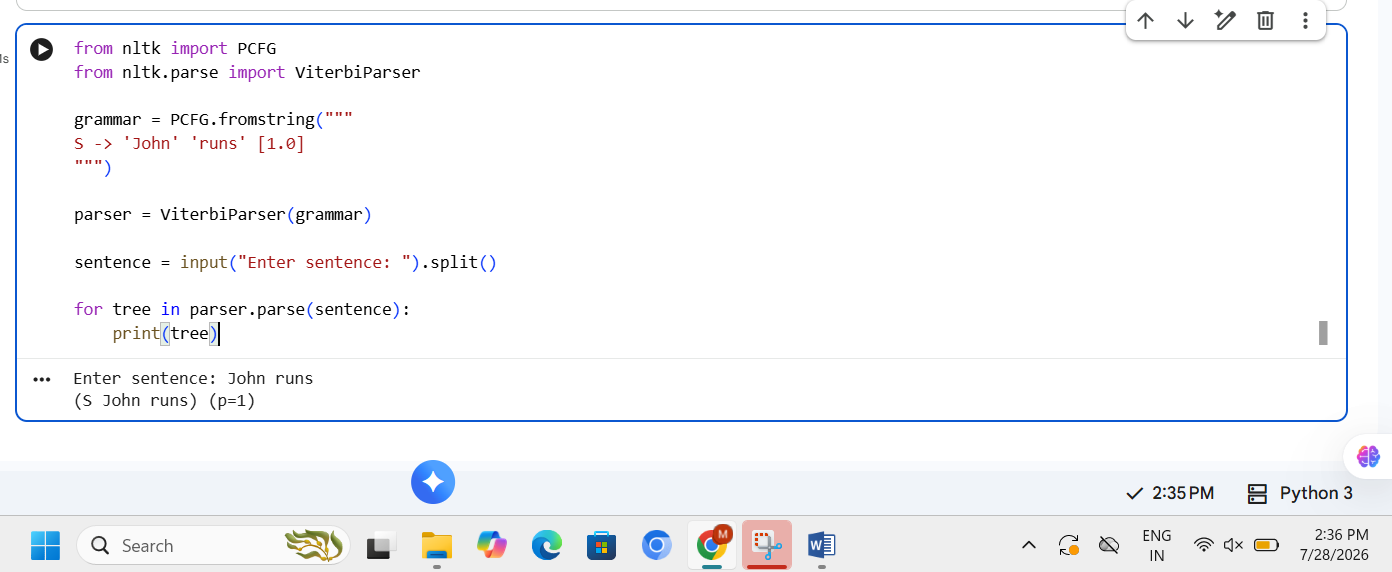 from nltk import PCFG
from nltk.parse import ViterbiParser
grammar = PCFG.fromstring("""
S -> 'John' 'runs' [1.0]
""")
parser = ViterbiParser(grammar)
sentence = input("Enter sentence: ").split()
for tree in parser.parse(sentence):
    print(tree)
Enter sentence: John runs
(S John runs) (p=1)
2:35 PM
Python 3
Search
M
ENG
IN
2:36 PM
7/28/2026